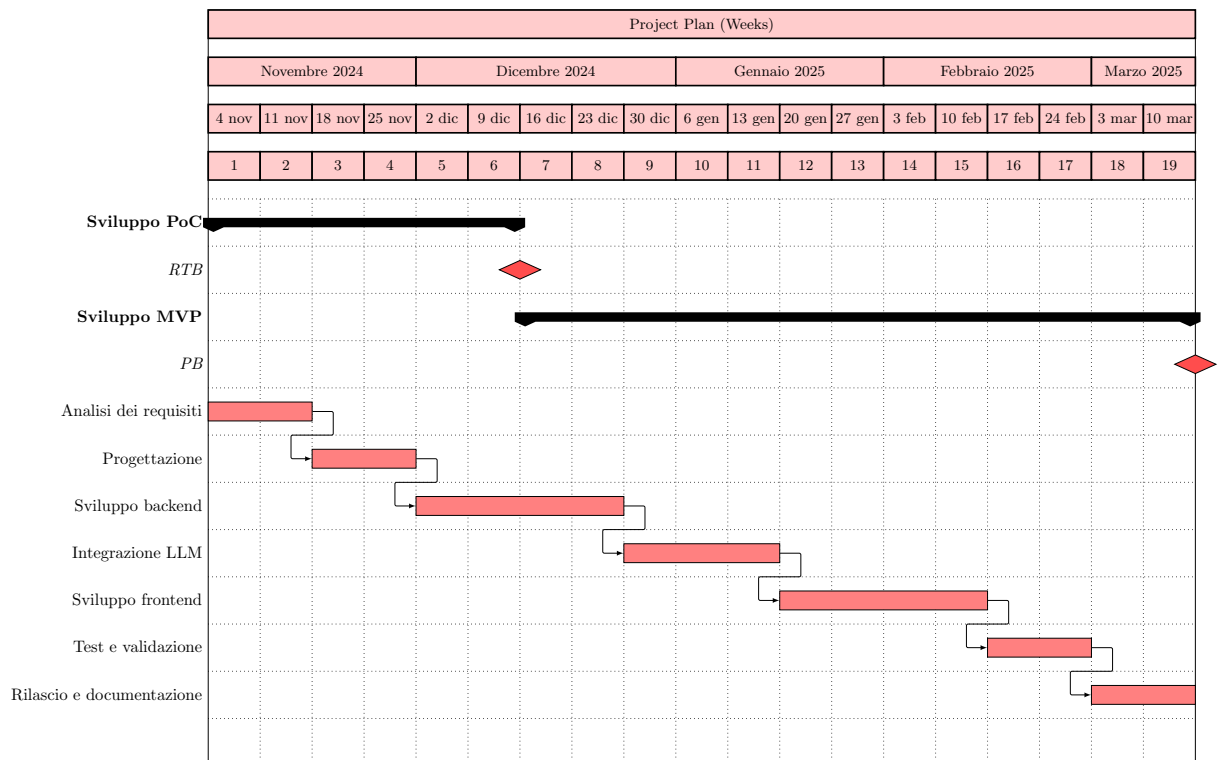 Project Plan (Weeks)
Novembre 2024 Dicembre 2024 Gennaio 2025 Febbraio 2025 Marzo 2025
4 nov 11 nov 18 nov 25 nov 2 dic 9 dic 16 dic 23 dic 30 dic 6 gen 13 gen 20 gen 27 gen 3 feb 10 feb 17 feb 24 feb 3 mar 10 mar
1 2 3 4 5 6 7 8 9 10 11 12 13 14 15 16 17 18 19
Sviluppo PoC
RTB
Sviluppo MVP
PB
Analisi dei requisiti
Progettazione
Sviluppo backend
Integrazione LLM
Sviluppo frontend
Test e validazione
Rilascio e documentazione